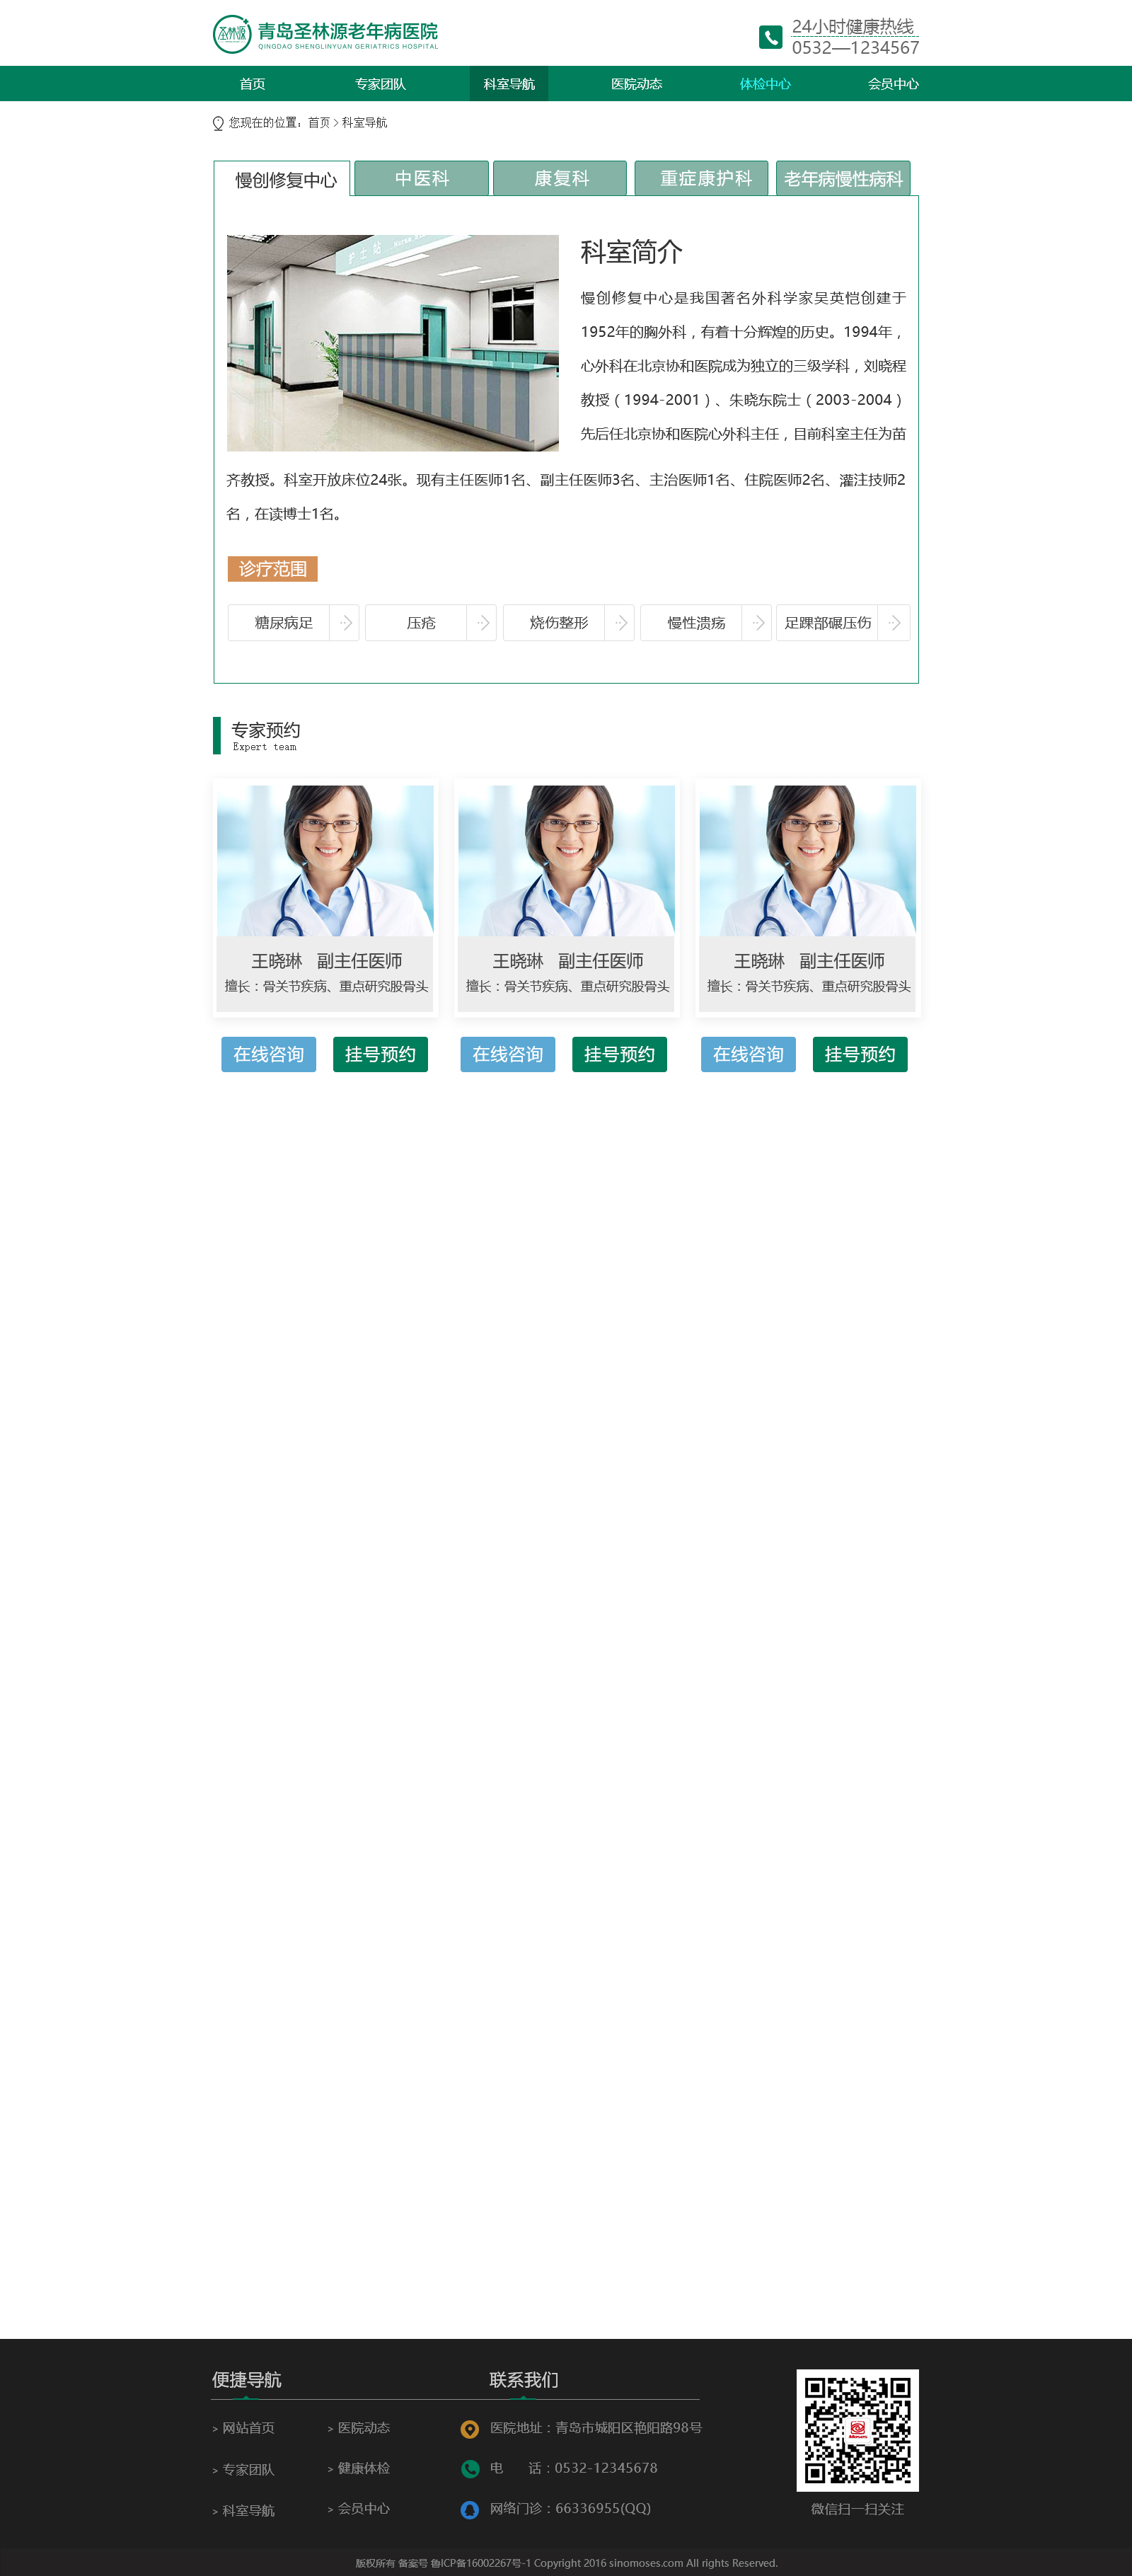 圣林源
青岛圣林源老年病医院
QINGDAO SHENGLINYUAN GERIATRICS HOSPITAL
24小时健康热线
0532—1234567
首页 专家团队 科室导航 医院动态 体检中心 会员中心
您现在的位置：首页 > 科室导航
慢创修复中心 中医科 康复科 重症康护科 老年病慢性病科
护士站
科室简介
慢创修复中心是我国著名外科学家吴英恺创建于
1952年的胸外科，有着十分辉煌的历史。1994年，
心外科在北京协和医院成为独立的三级学科，刘晓程
教授（1994-2001）、朱晓东院士（2003-2004）
先后任北京协和医院心外科主任，目前科室主任为苗
齐教授。科室开放床位24张。现有主任医师1名、副主任医师3名、主治医师1名、住院医师2名、灌注技师2
名，在读博士1名。
诊疗范围
糖尿病足 压疮 烧伤整形 慢性溃疡 足踝部碾压伤
专家预约
Expert team
王晓琳 副主任医师 王晓琳 副主任医师 王晓琳 副主任医师
擅长：骨关节疾病、重点研究股骨头 擅长：骨关节疾病、重点研究股骨头 擅长：骨关节疾病、重点研究股骨头
在线咨询 挂号预约 在线咨询 挂号预约 在线咨询 挂号预约
便捷导航 联系我们
> 网站首页 > 医院动态 医院地址：青岛市城阳区艳阳路98号
> 专家团队 > 健康体检 电 话：0532-12345678
> 科室导航 > 会员中心 网络门诊：66336955(QQ)
Moses
微信扫一扫关注
版权所有 备案号 鲁ICP备16002267号-1 Copyright 2016 sinomoses.com All rights Reserved.